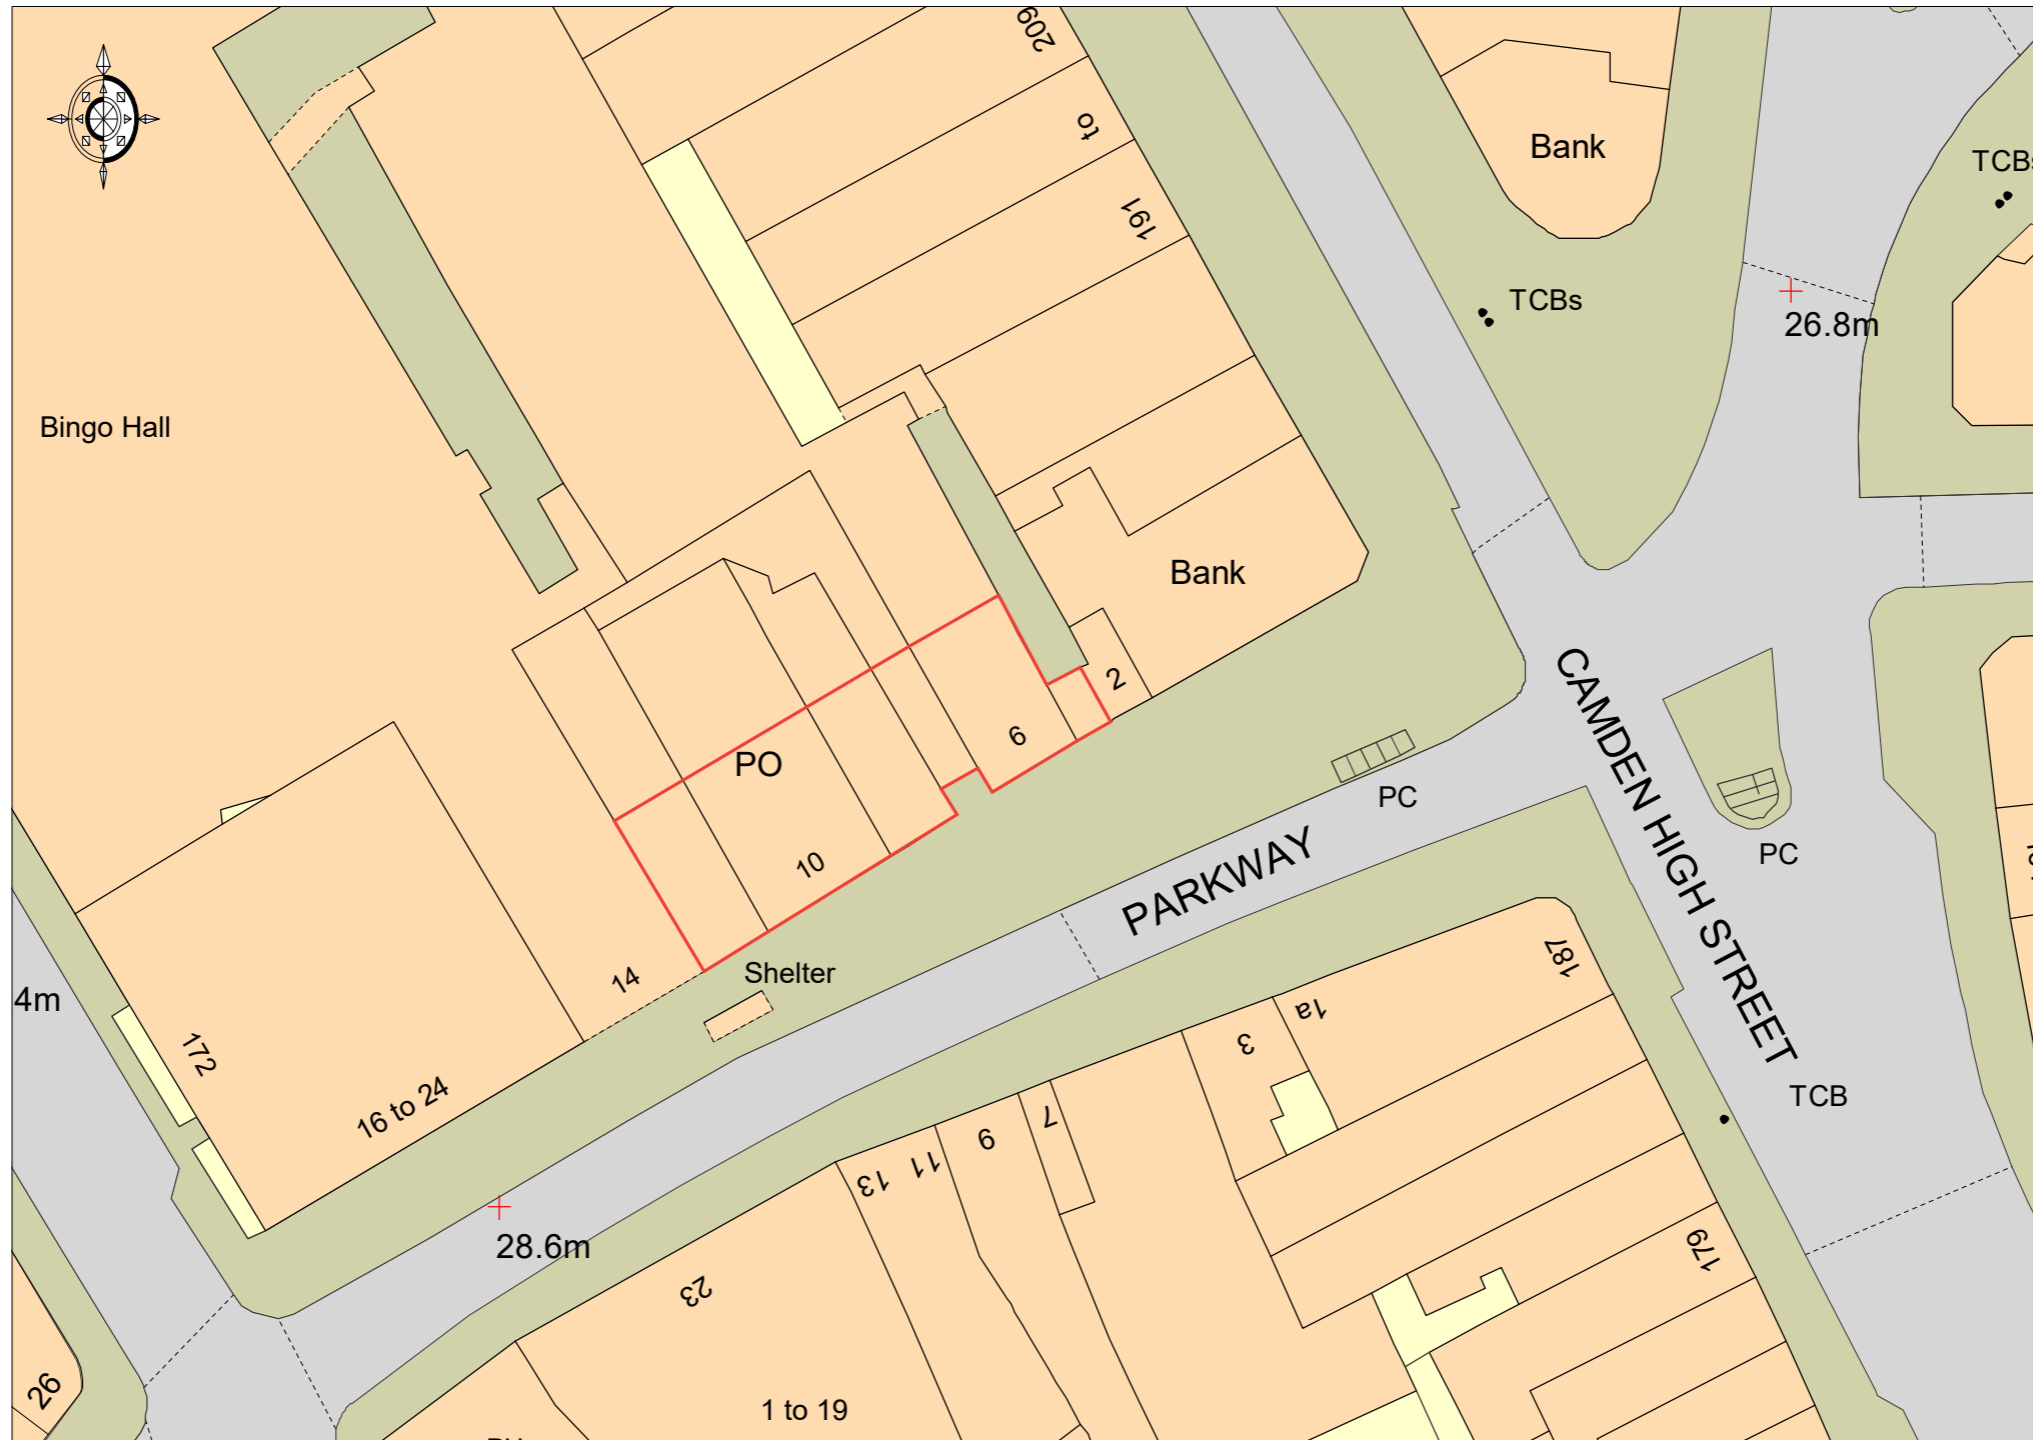 209
to
191
Bank
TCBs
TCBs
26.8m
Bingo Hall
Bank
2
6
PO
10
14
Shelter
PARKWAY
PC
CAMDEN HIGH STREET
PC
4m
172
16 to 24
187
1a
3
7
9
11
13
TCB
28.6m
23
179
26
1 to 19